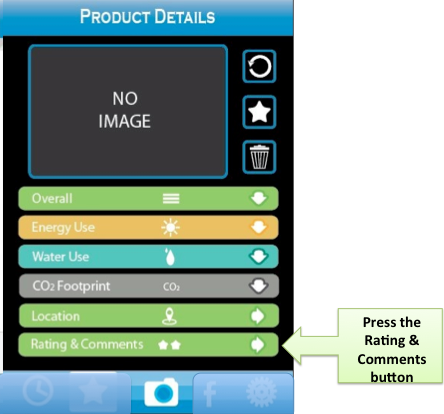 PRODUCT DETAILS
NO
IMAGE
Overall
Energy Use
Water Use
CO2 Footprint CO2
Location
Rating & Comments
f
Press the
Rating &
Comments
button